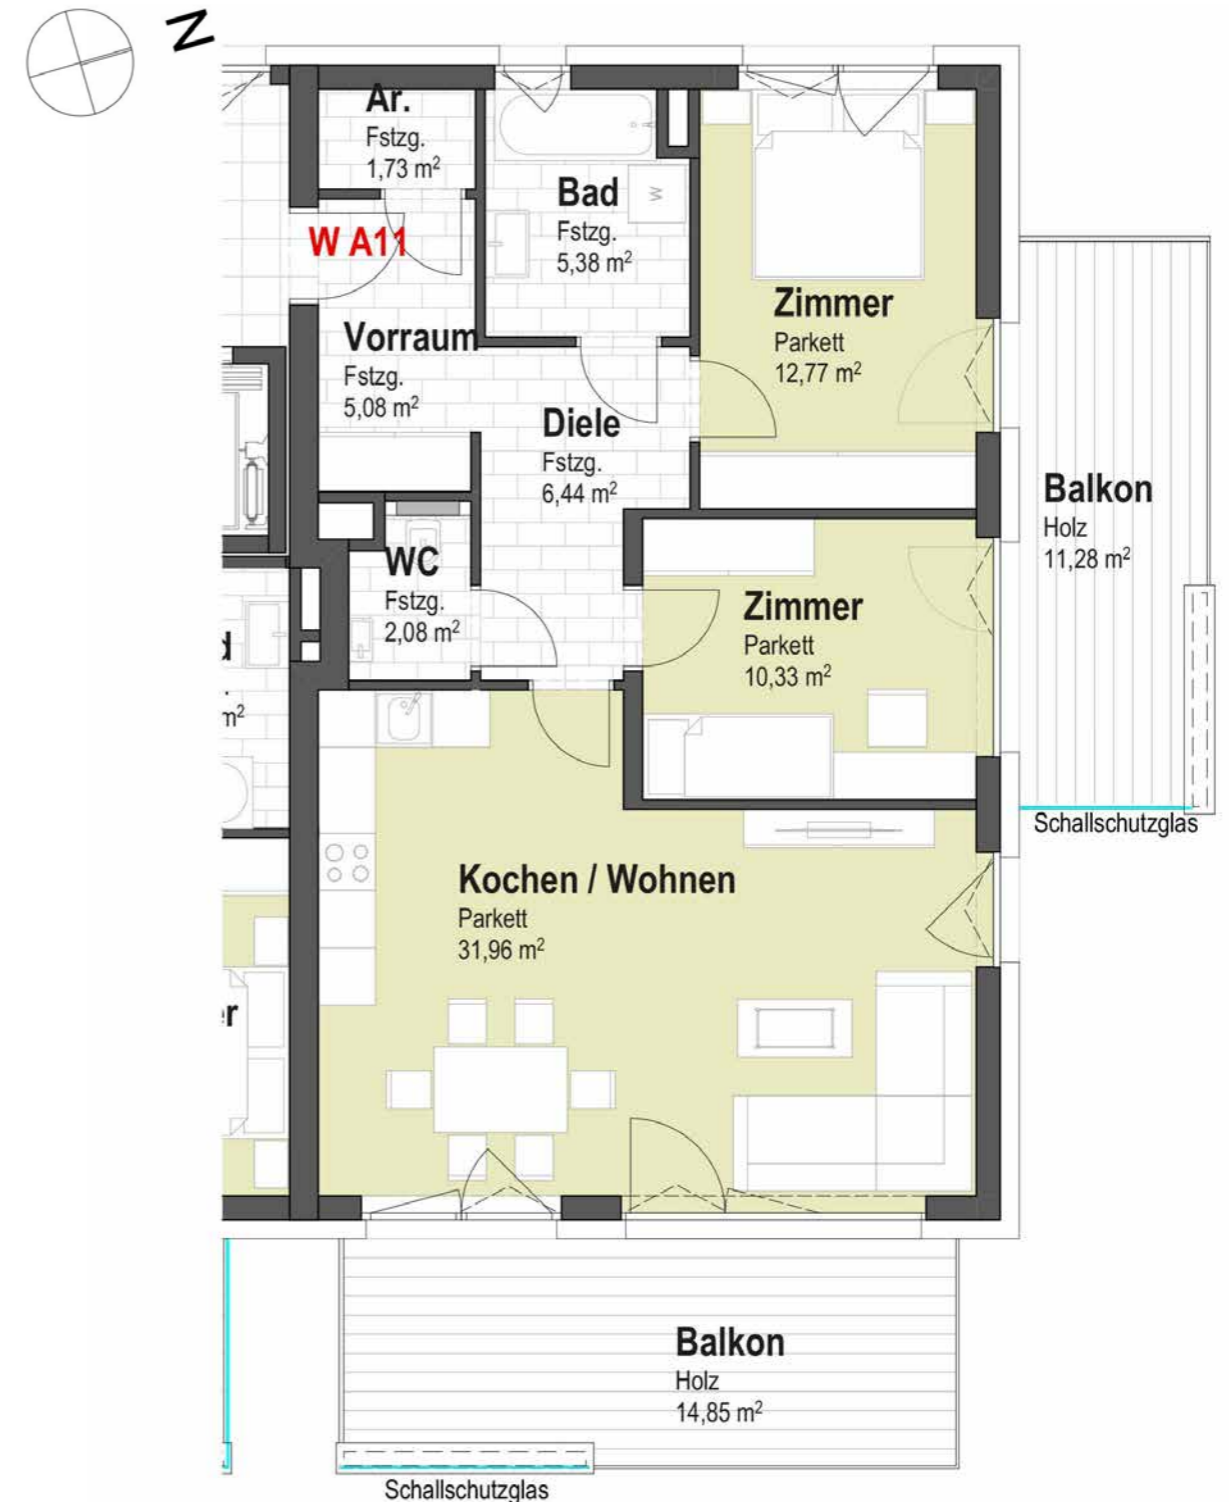 N
Ar.
Fstzg.
1,73 m²
Bad
Fstzg.
5,38 m²
W
W A11
Zimmer
Parkett
12,77 m²
Vorraum
Fstzg.
5,08 m²
Diele
Fstzg.
6,44 m²
Balkon
Holz
11,28 m²
WC
Fstzg.
2,08 m²
Zimmer
Parkett
10,33 m²
d
.
m²
Schallschutzglas
Kochen / Wohnen
Parkett
31,96 m²
er
Balkon
Holz
14,85 m²
Schallschutzglas